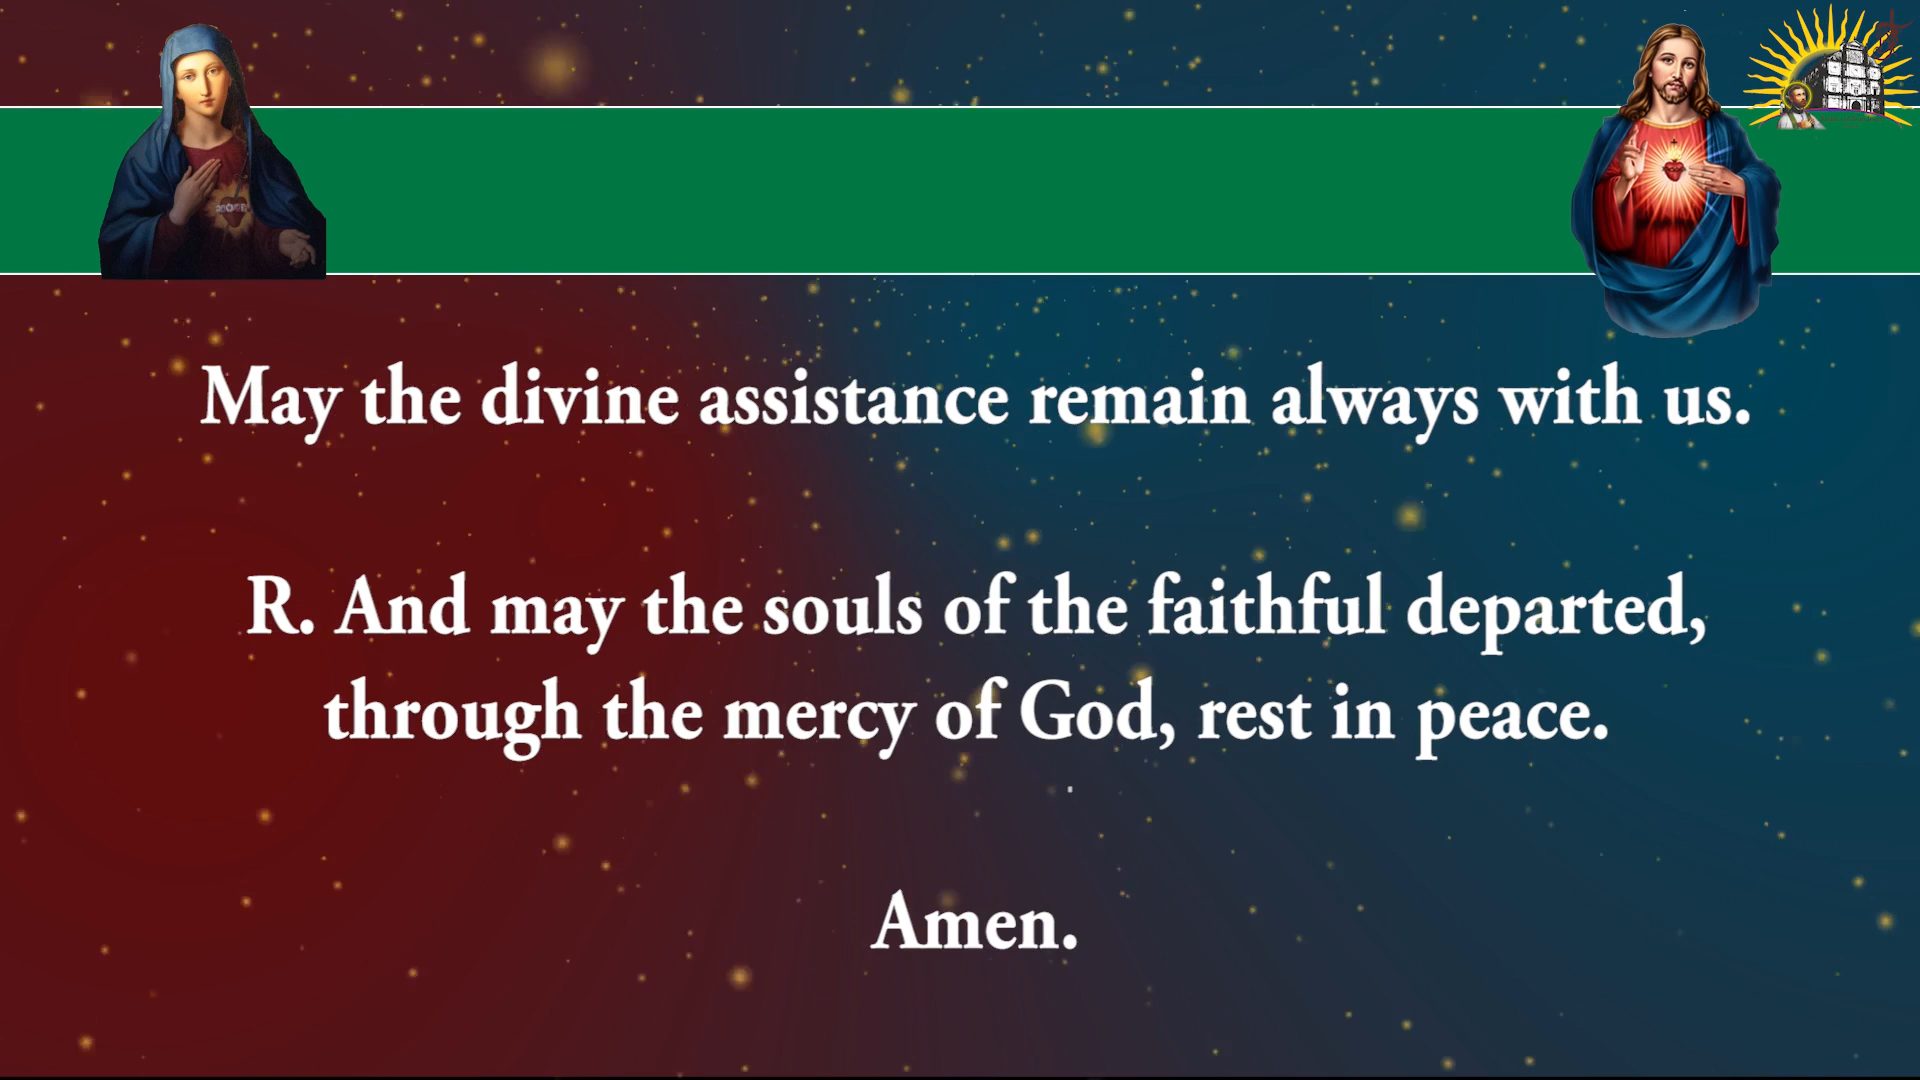 May the divine assistance remain always with us.
R. And may the souls of the faithful departed,
through the mercy of God, rest in peace.
Amen.